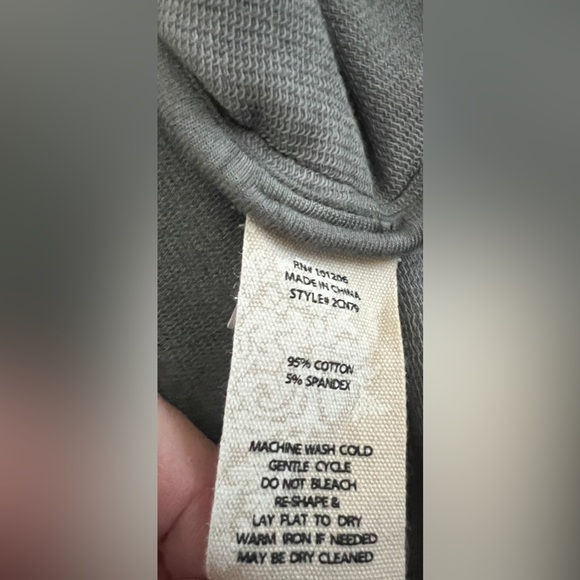 RN# 101206
MADE IN CHINA
STYLE# 2CN79
95% COTTON
5% SPANDEX
MACHINE WASH COLD
GENTLE CYCLE
DO NOT BLEACH
RE-SHAPE &
LAY FLAT TO DRY
WARM IRON IF NEEDED
MAY BE DRY CLEANED